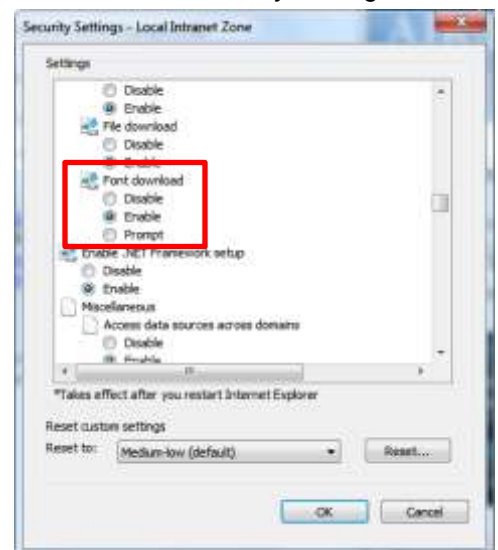 Security Settings - Local Intranet Zone
Settings
Disable
Enable
File download
Disable
Enable
Font download
Disable
Enable
Prompt
Enable .NET Framework setup
Disable
Enable
Miscellaneous
Access data sources across domains
Disable
Enable
*Takes effect after you restart Internet Explorer
Reset custom settings
Reset to:
Medium-low (default)
Reset...
OK
Cancel